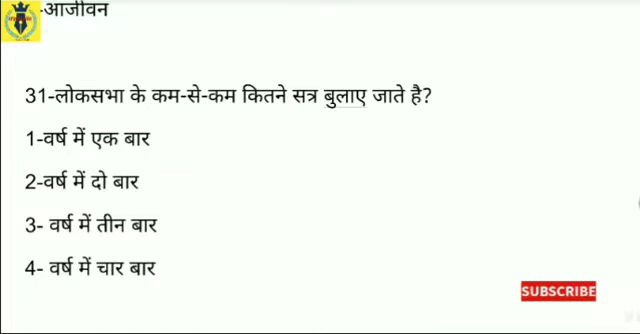 -आजीवन
31-लोकसभा के कम-से-कम कितने सत्र बुलाए जाते है?
1-वर्ष में एक बार
2-वर्ष में दो बार
3- वर्ष में तीन बार
4- वर्ष में चार बार
SUBSCRIBE